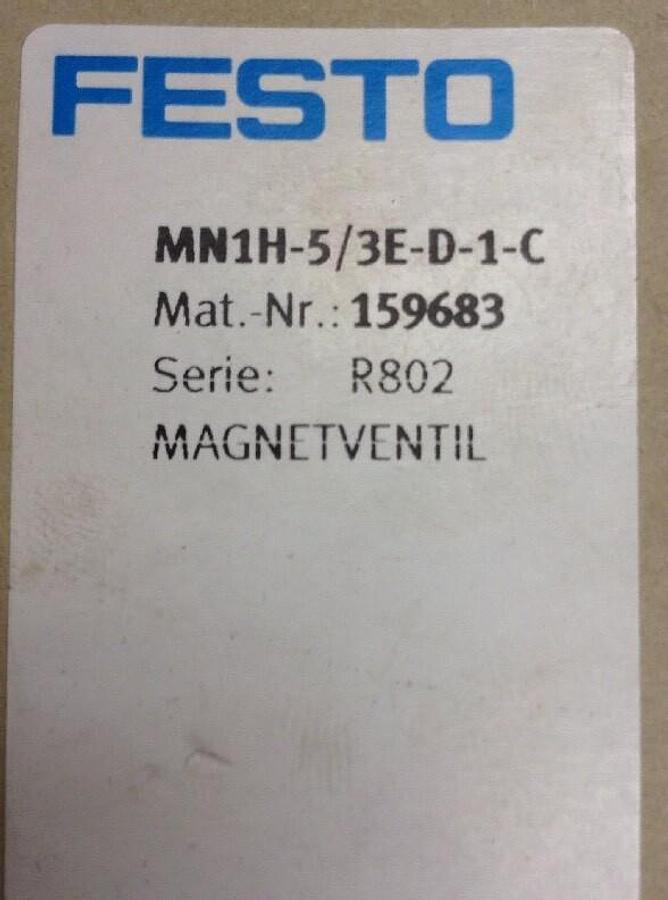 FESTO
MN1H-5/3E-D-1-C
Mat.-Nr.: 159683
Serie: R802
MAGNETVENTIL